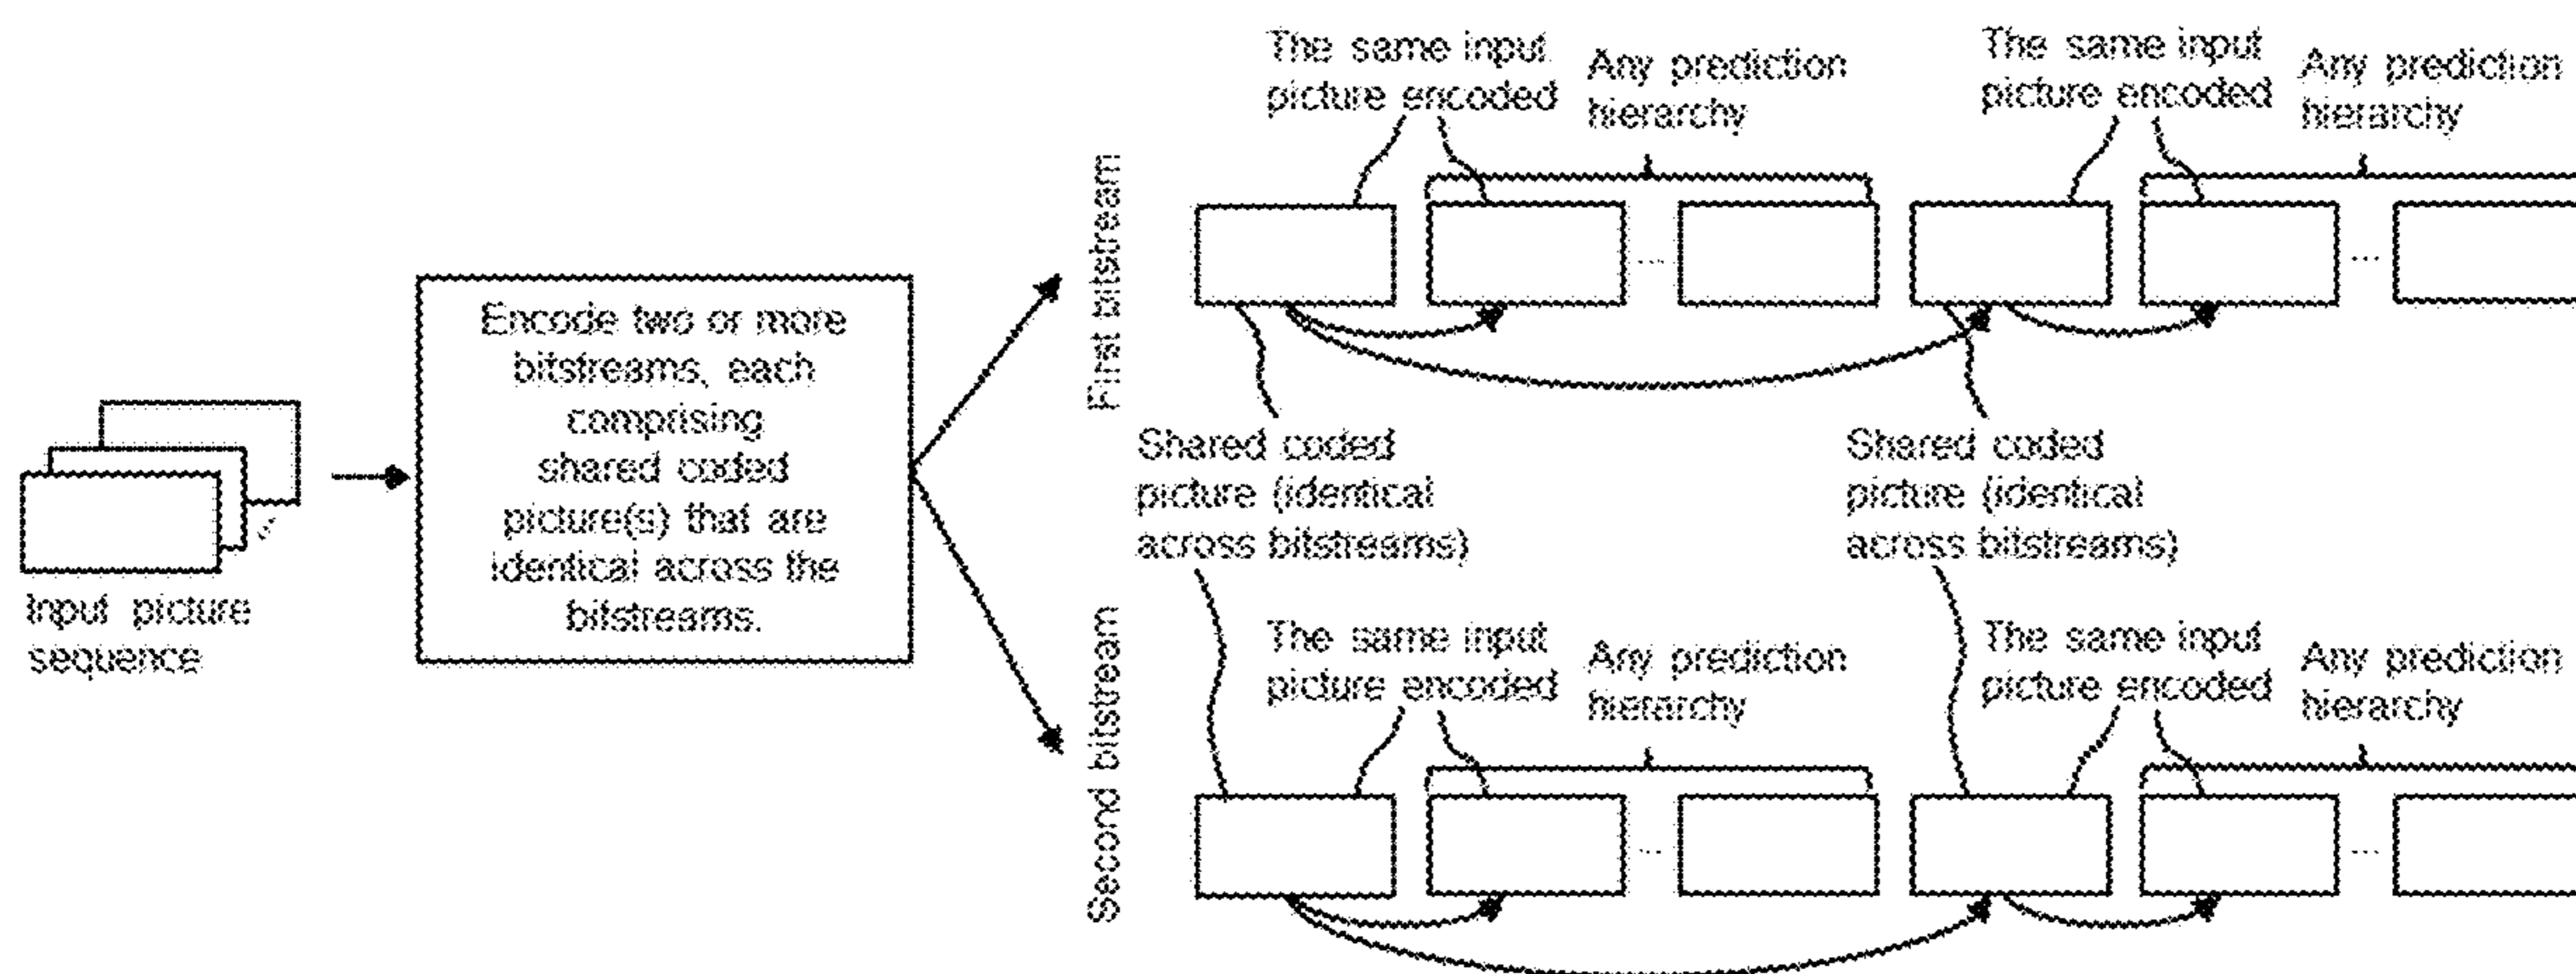 Input picture
sequence
Encode two or more
bitstreams, each
comprising
shared coded
picture(s) that are
identical across the
bitstreams.
First bitstream
The same input
picture encoded
Any prediction
hierarchy
The same input
picture encoded
Any prediction
hierarchy
...
...
Shared coded
picture (identical
across bitstreams)
Shared coded
picture (identical
across bitstreams)
Second bitstream
The same input
picture encoded
Any prediction
hierarchy
The same input
picture encoded
Any prediction
hierarchy
...
...